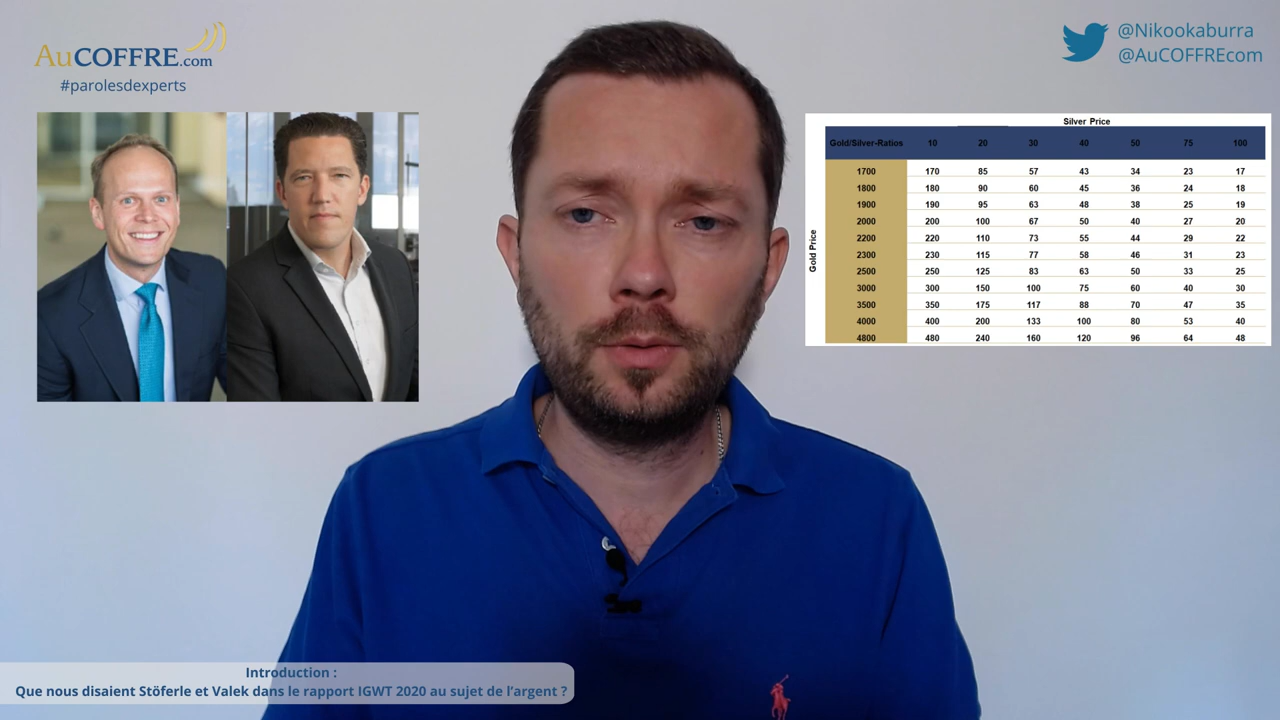 AuCOFFRE.com
#parolesdexperts
@Nikookaburra
@AuCOFFREcom
Silver Price
Gold/Silver-Ratios 10 20 30 40 50 75 100
Gold Price
1700 170 85 57 43 34 23 17
1800 180 90 60 45 36 24 18
1900 190 95 63 48 38 25 19
2000 200 100 67 50 40 27 20
2200 220 110 73 55 44 29 22
2300 230 115 77 58 46 31 23
2500 250 125 83 63 50 33 25
3000 300 150 100 75 60 40 30
3500 350 175 117 88 70 47 35
4000 400 200 133 100 80 53 40
4800 480 240 160 120 96 64 48
Introduction :
Que nous disaient Stöferle et Valek dans le rapport IGWT 2020 au sujet de l'argent ?